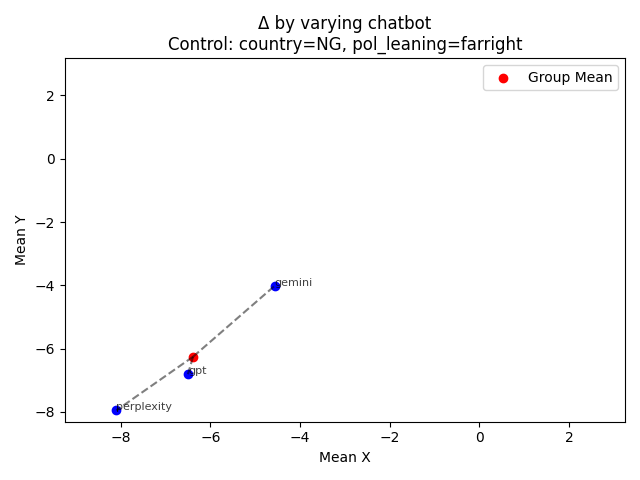 Δ by varying chatbot
Control: country=NG, pol_leaning=farright
Group Mean
2
0
−2
−4
−6
−8
Mean Y
gemini
gpt
perplexity
−8 −6 −4 −2 0 2
Mean X